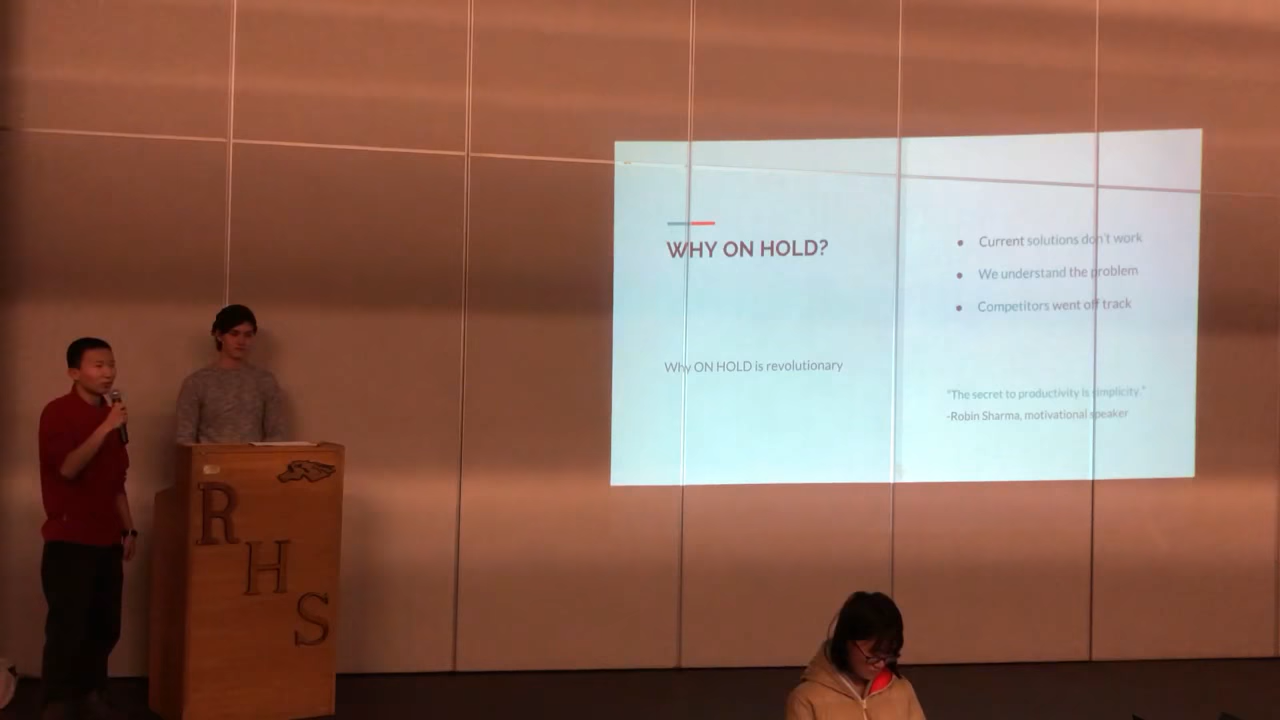 WHY ON HOLD?
Why ON HOLD is revolutionary
Current solutions don't work
We understand the problem
Competitors went off track
"The secret to productivity is simplicity."
-Robin Sharma, motivational speaker
R
H
S